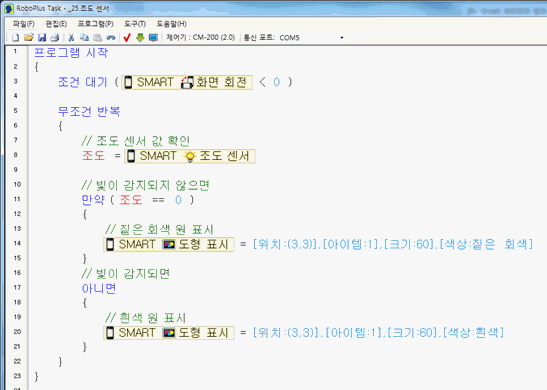 RoboPlus Task - _25.조도 센서
파일(F) 편집(E) 프로그램(P) 도구(T) 도움말(H)
제어기 : CM-200 (2.0) 통신 포트: COM5
1 프로그램 시작
2 {
3 조건 대기 ( SMART 화면 회전 < 0 )
4
5 무조건 반복
6 {
7 // 조도 센서 값 확인
8 조도 = SMART 조도 센서
9
10 // 빛이 감지되지 않으면
11 만약 ( 조도 == 0 )
12 {
13 // 짙은 회색 원 표시
14 SMART 도형 표시 = [위치:(3,3)],[아이템:1],[크기:60],[색상:짙은 회색]
15 }
16 // 빛이 감지되면
17 아니면
18 {
19 // 흰색 원 표시
20 SMART 도형 표시 = [위치:(3,3)],[아이템:1],[크기:60],[색상:흰색]
21 }
22 }
23 }